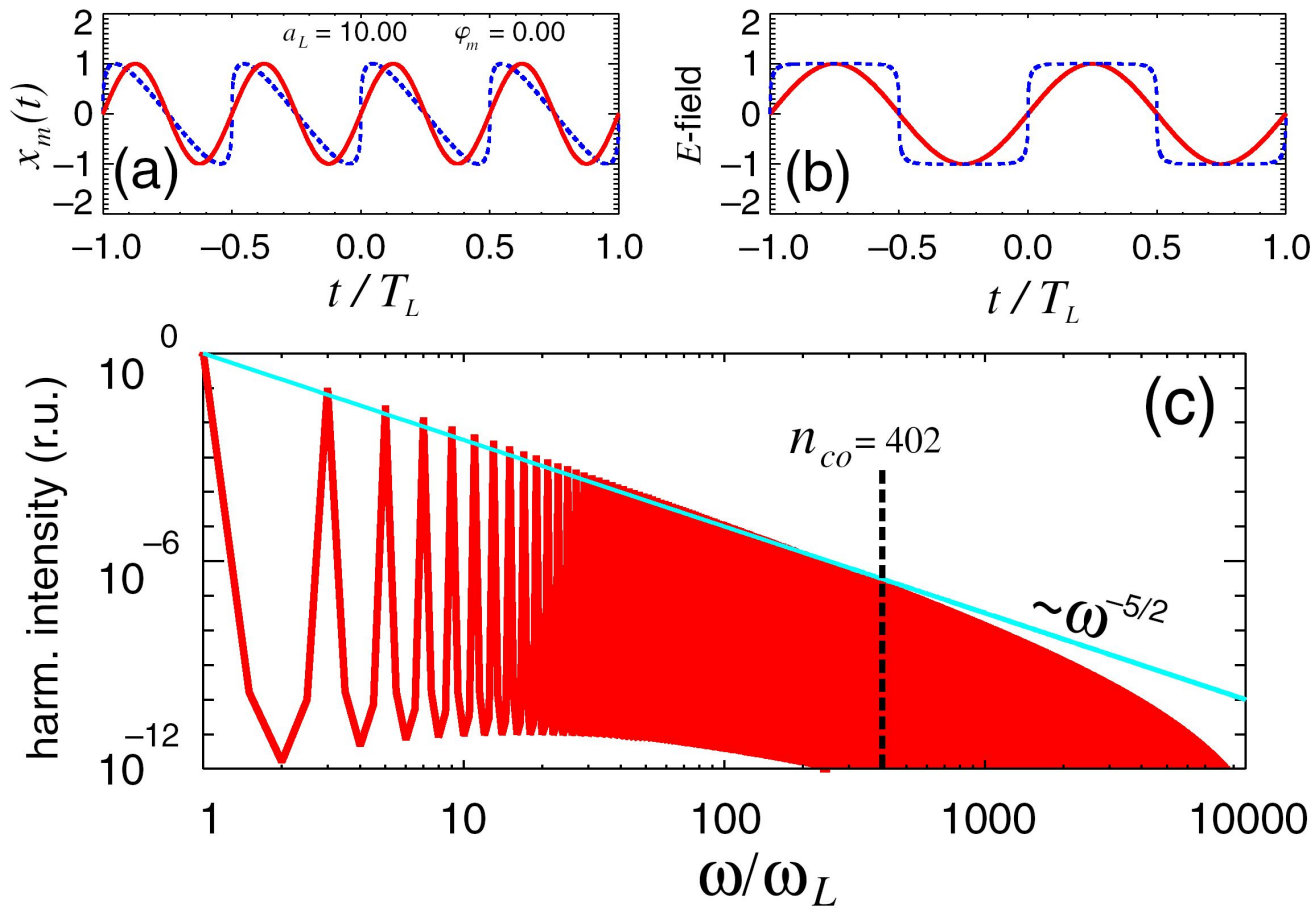 a_L = 10.00 φ_m = 0.00
x_m(t)
2
1
0
−1
−2
(a)
−1.0 −0.5 0.0 0.5 1.0
t / T_L
E-field
2
1
0
−1
−2
(b)
−1.0 −0.5 0.0 0.5 1.0
t / T_L
harm. intensity (r.u.)
10^0
10^−6
10^−12
(c)
n_co = 402
~ω^−5/2
1 10 100 1000 10000
ω/ω_L